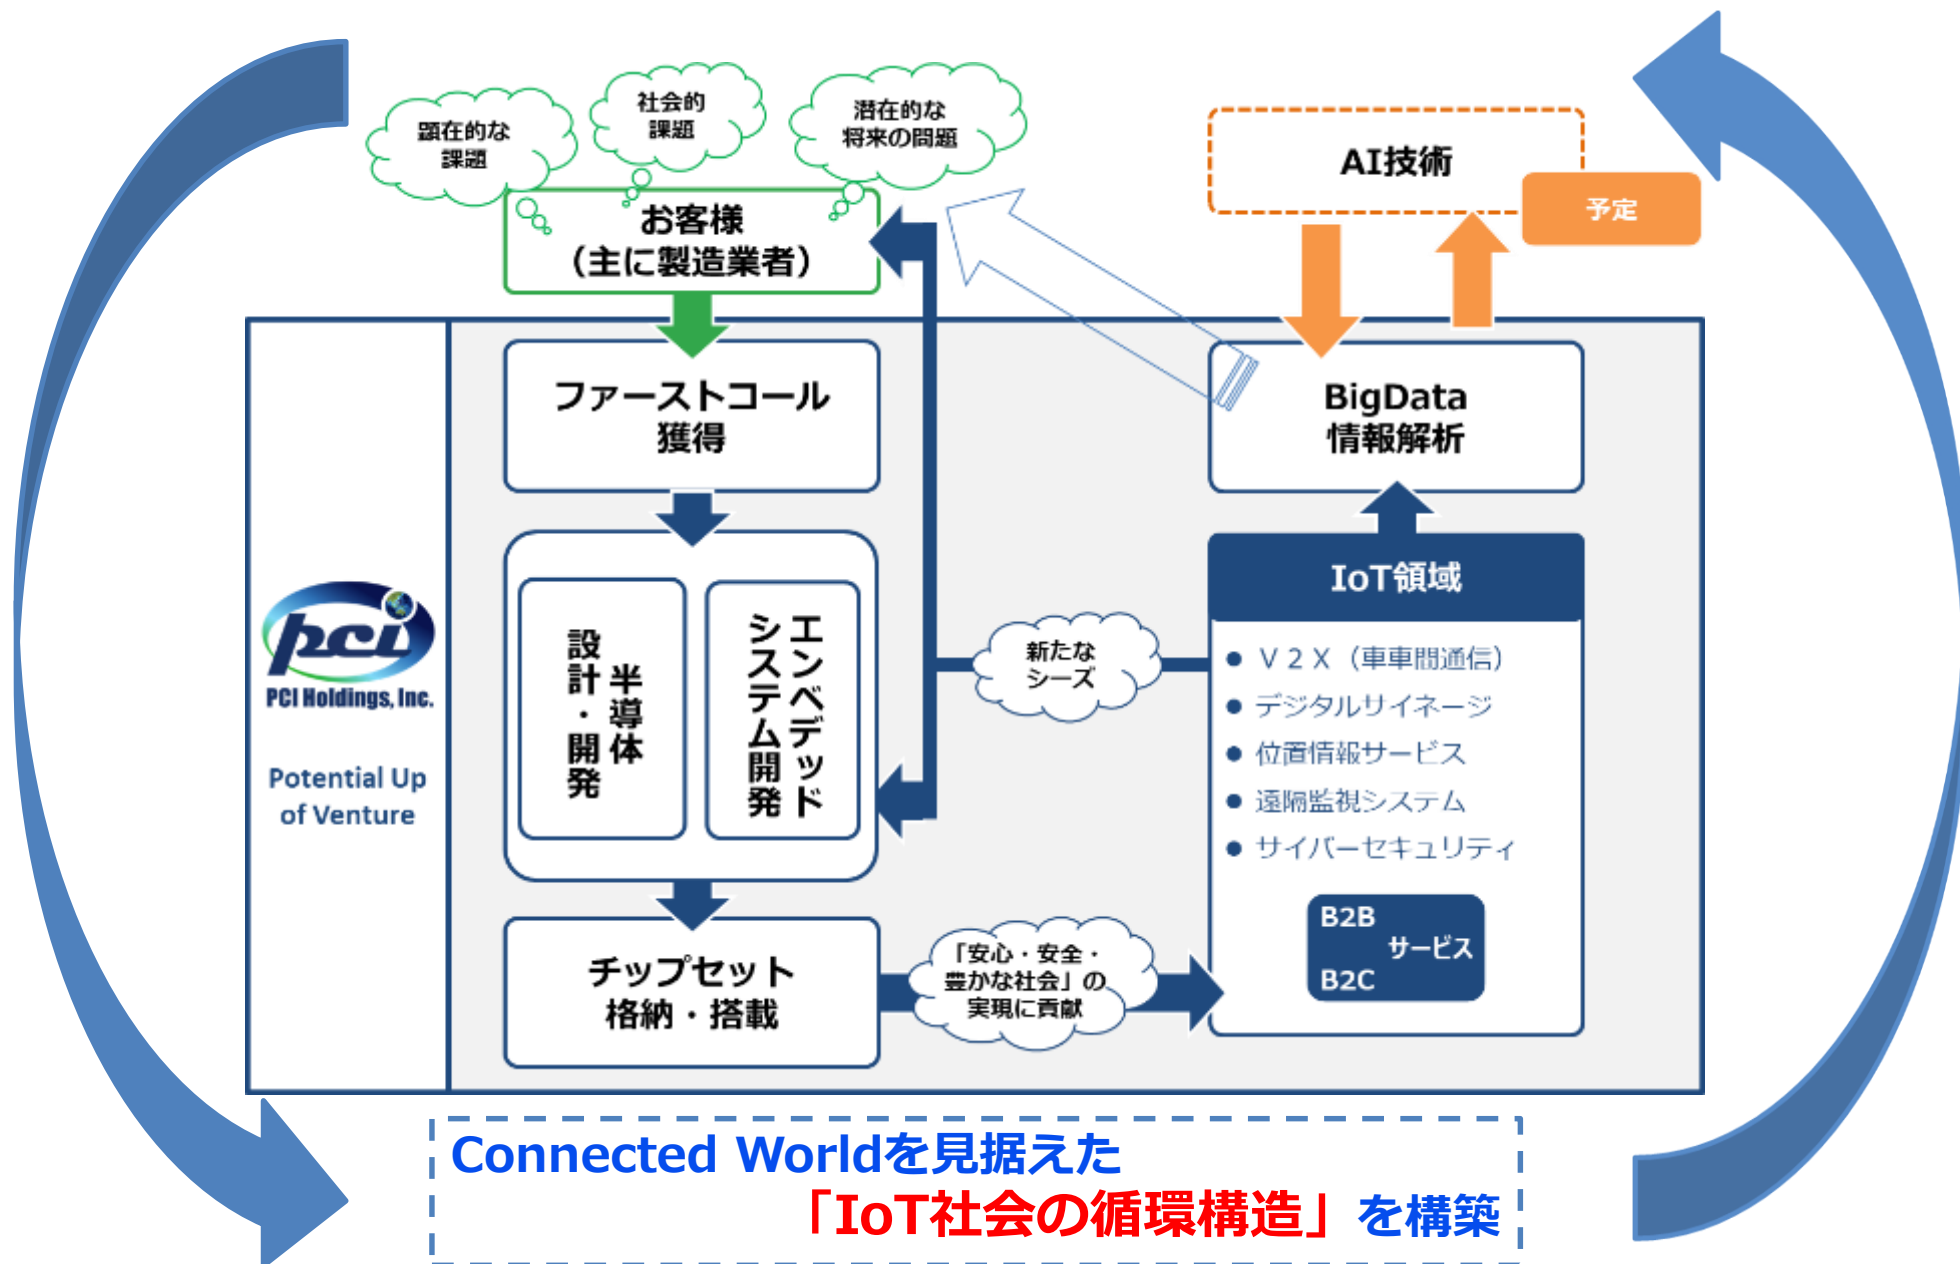 顕在的な
課題
社会的
課題
潜在的な
将来の問題
お客様
（主に製造業者）
AI技術
予定
ファーストコール
獲得
BigData
情報解析
半導体
設計・開発
エンベデッド
システム開発
新たな
シーズ
IoT領域
● V２X（車車間通信）
● デジタルサイネージ
● 位置情報サービス
● 遠隔監視システム
● サイバーセキュリティ
B2B
サービス
B2C
チップセット
格納・搭載
「安心・安全・
豊かな社会」の
実現に貢献
pci
PCI Holdings, Inc.
Potential Up
of Venture
Connected Worldを見据えた
「IoT社会の循環構造」を構築